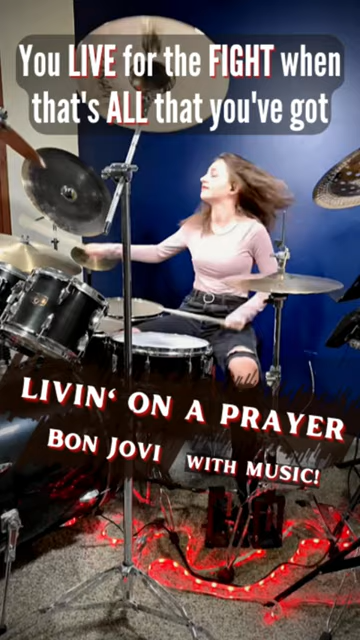 You LIVE for the FIGHT when
that's ALL that you've got
LIVIN' ON A PRAYER
BON JOVI
WITH MUSIC!